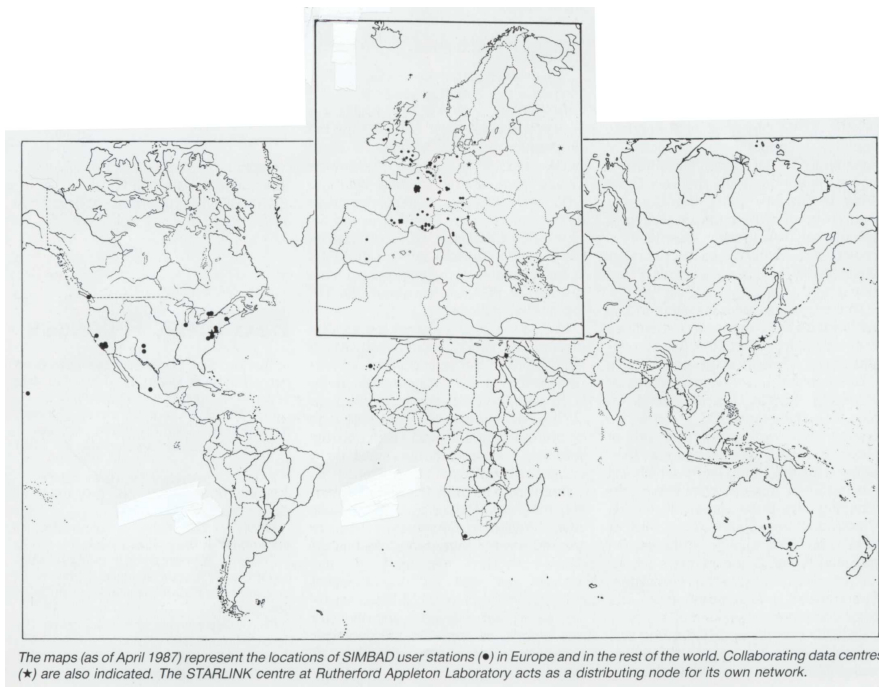 The maps (as of April 1987) represent the locations of SIMBAD user stations (●) in Europe and in the rest of the world. Collaborating data centres
(★) are also indicated. The STARLINK centre at Rutherford Appleton Laboratory acts as a distributing node for its own network.